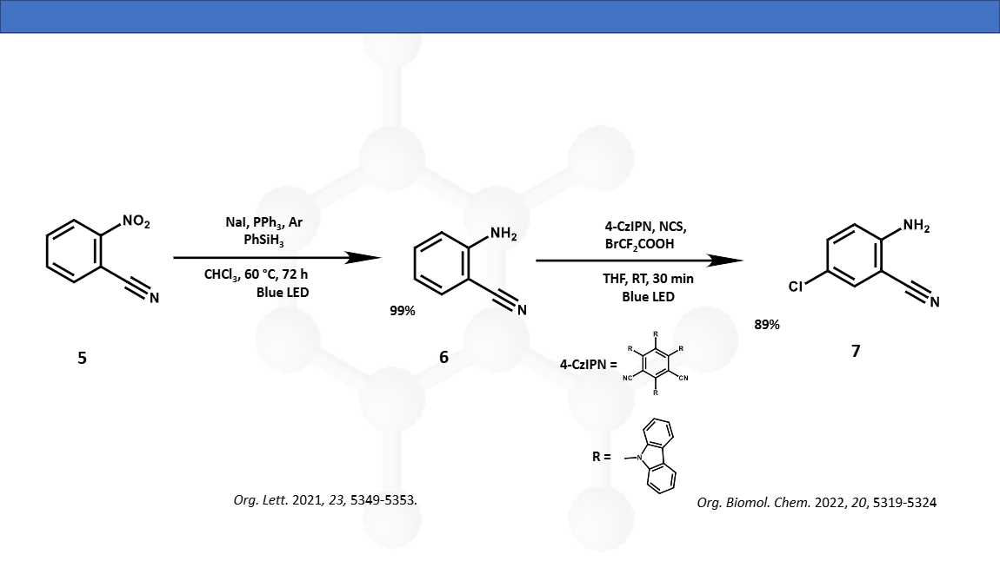 NO₂
N
5
NaI, PPh₃, Ar
PhSiH₃
CHCl₃, 60 °C, 72 h
Blue LED
NH₂
N
99%
6
4-CzIPN, NCS,
BrCF₂COOH
THF, RT, 30 min
Blue LED
NH₂
Cl
N
89%
7
4-CzIPN =
R
R
R
NC
CN
R
R =
N
Org. Lett. 2021, 23, 5349-5353.
Org. Biomol. Chem. 2022, 20, 5319-5324